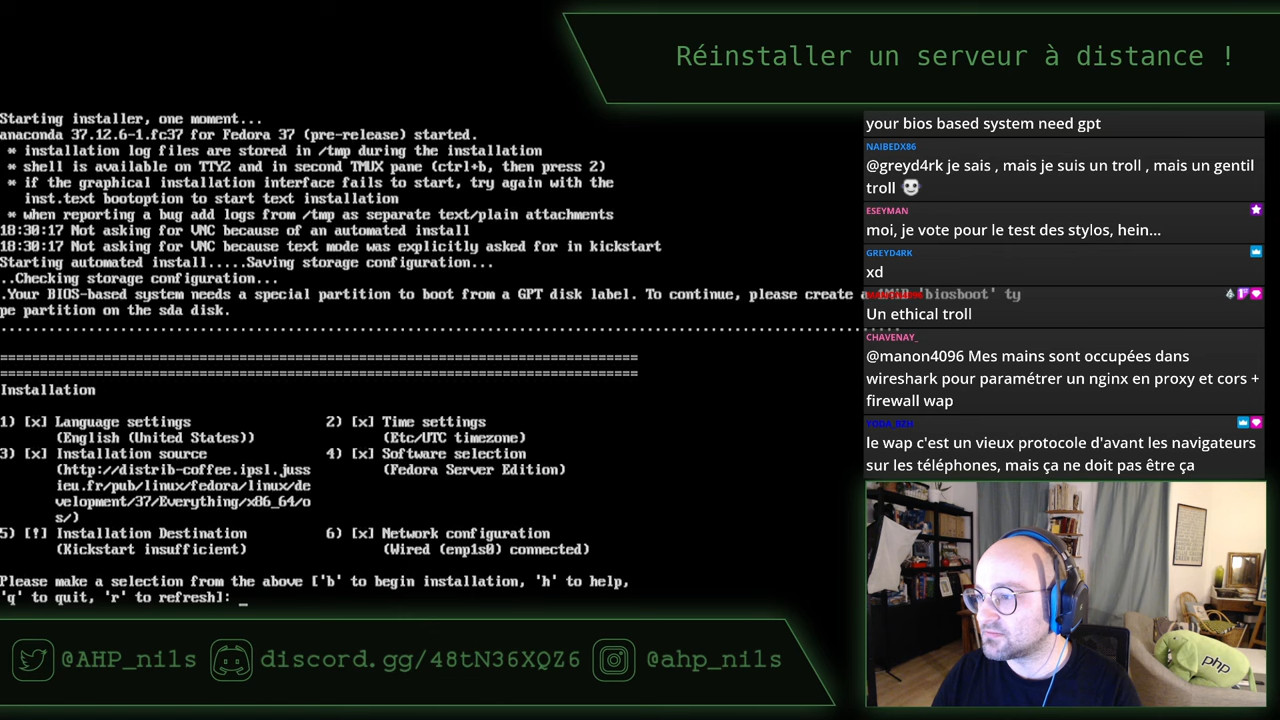 Réinstaller un serveur à distance !
Starting installer, one moment...
anaconda 37.12.6-1.fc37 for Fedora 37 (pre-release) started.
* installation log files are stored in /tmp during the installation
* shell is available on TTY2 and in second TMUX pane (ctrl+b, then press 2)
* if the graphical installation interface fails to start, try again with the
inst.text bootoption to start text installation
* when reporting a bug add logs from /tmp as separate text/plain attachments
18:30:17 Not asking for VNC because of an automated install
18:30:17 Not asking for VNC because text mode was explicitly asked for in kickstart
Starting automated install.....Saving storage configuration...
..Checking storage configuration...
.Your BIOS-based system needs a special partition to boot from a GPT disk label. To continue, please create a 1MiB 'biosboot' ty
pe partition on the sda disk.
================================================================================
================================================================================
Installation
1) [x] Language settings 2) [x] Time settings
(English (United States)) (Etc/UTC timezone)
3) [x] Installation source 4) [x] Software selection
(http://distrib-coffee.ipsl.juss (Fedora Server Edition)
ieu.fr/pub/linux/fedora/linux/de
velopment/37/Everything/x86_64/o
s/)
5) [!] Installation Destination 6) [x] Network configuration
(Kickstart insufficient) (Wired (enp1s0) connected)
Please make a selection from the above ['b' to begin installation, 'h' to help,
'q' to quit, 'r' to refresh]: _
your bios based system need gpt
NAIBEDX86
@greyd4rk je sais , mais je suis un troll , mais un gentil
troll
ESEYMAN
moi, je vote pour le test des stylos, hein...
GREYD4RK
xd
Un ethical troll
CHAVENAY_
@manon4096 Mes mains sont occupées dans
wireshark pour paramétrer un nginx en proxy et cors +
firewall wap
YODA_BZH
le wap c'est un vieux protocole d'avant les navigateurs
sur les téléphones, mais ça ne doit pas être ça
php
@AHP_nils discord.gg/48tN36XQZ6 @ahp_nils